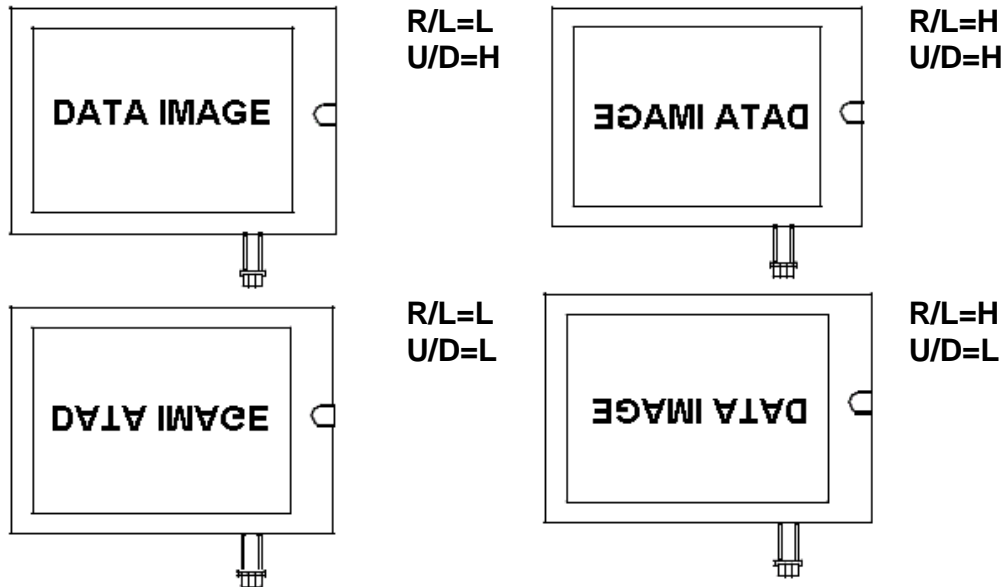 DATA IMAGE
R/L=L
U/D=H
DATA IMAGE
R/L=H
U/D=H
DATA IMAGE
R/L=L
U/D=L
DATA IMAGE
R/L=H
U/D=L